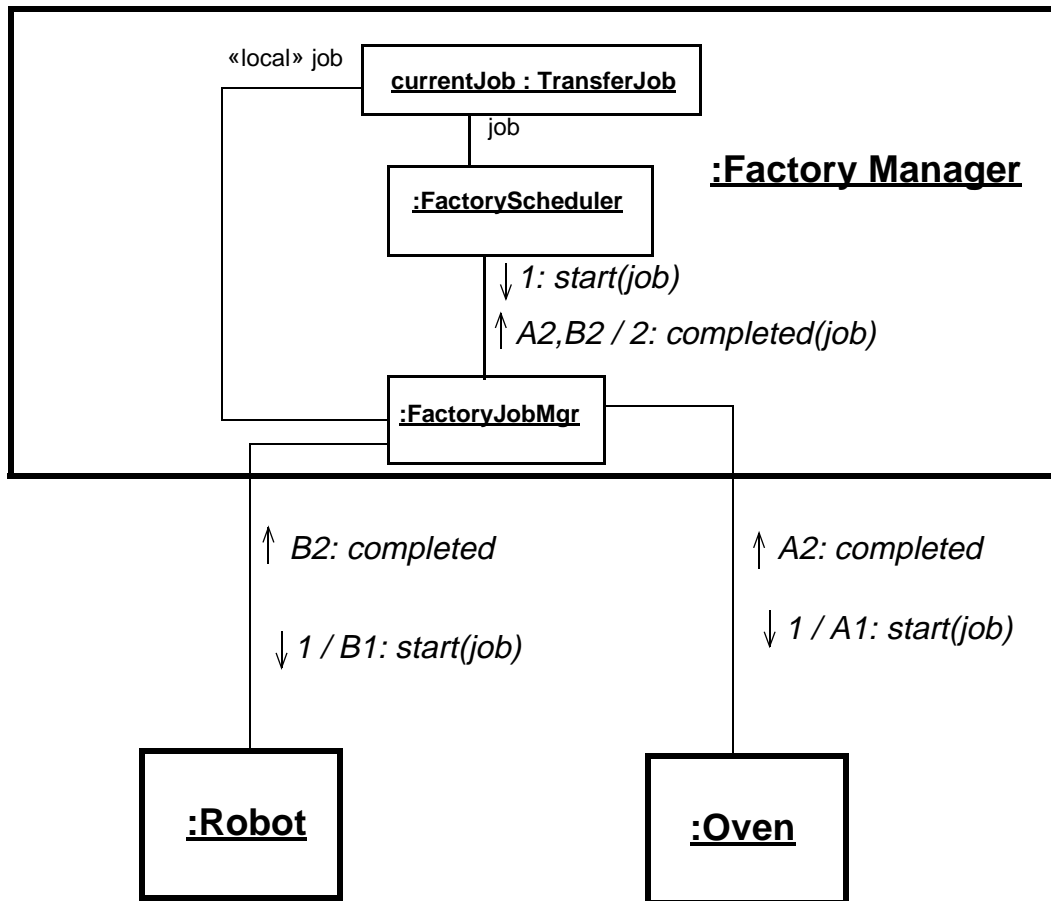 «local» job
currentJob : TransferJob
job
:Factory Manager
:FactoryScheduler
1: start(job)
A2,B2 / 2: completed(job)
:FactoryJobMgr
B2: completed
A2: completed
1 / B1: start(job)
1 / A1: start(job)
:Robot
:Oven